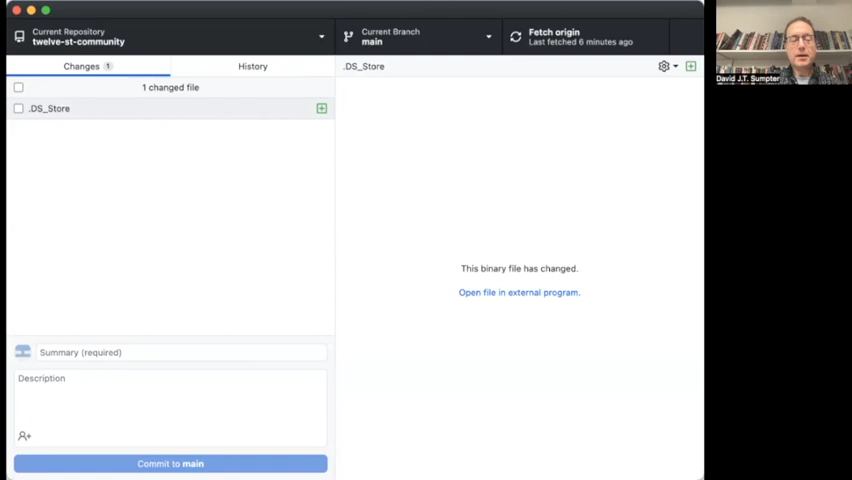 Current Repository
twelve-st-community
Current Branch
main
Fetch origin
Last fetched 6 minutes ago
Changes 1
History
.DS_Store
1 changed file
.DS_Store
This binary file has changed.
Open file in external program.
Summary (required)
Description
Commit to main
David J.T. Sumpter